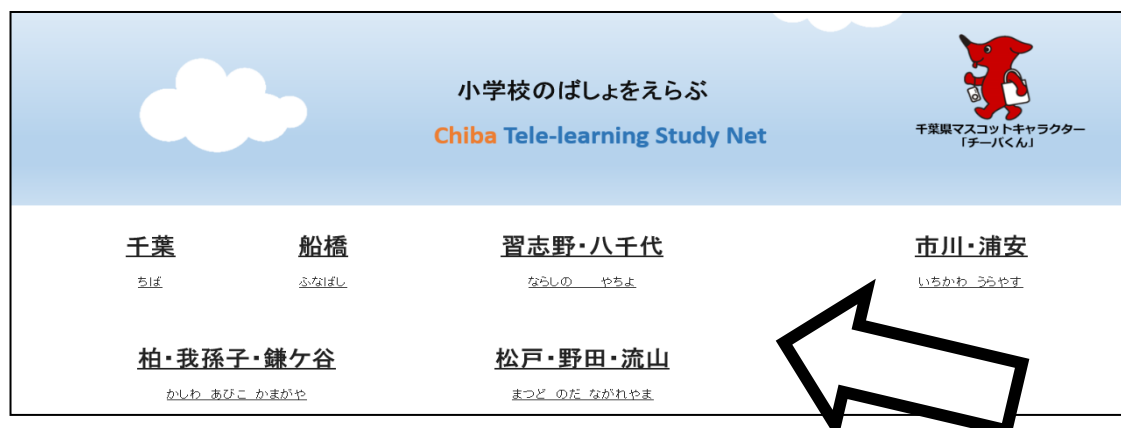 小学校のばしょをえらぶ
Chiba Tele-learning Study Net
千葉県マスコットキャラクター
「チーバくん」
千葉 船橋 習志野・八千代 市川・浦安
ちば ふなばし ならしの やちよ いちかわ うらやす
柏・我孫子・鎌ケ谷 松戸・野田・流山
かしわ あびこ かまがや まつど のだ ながれやま